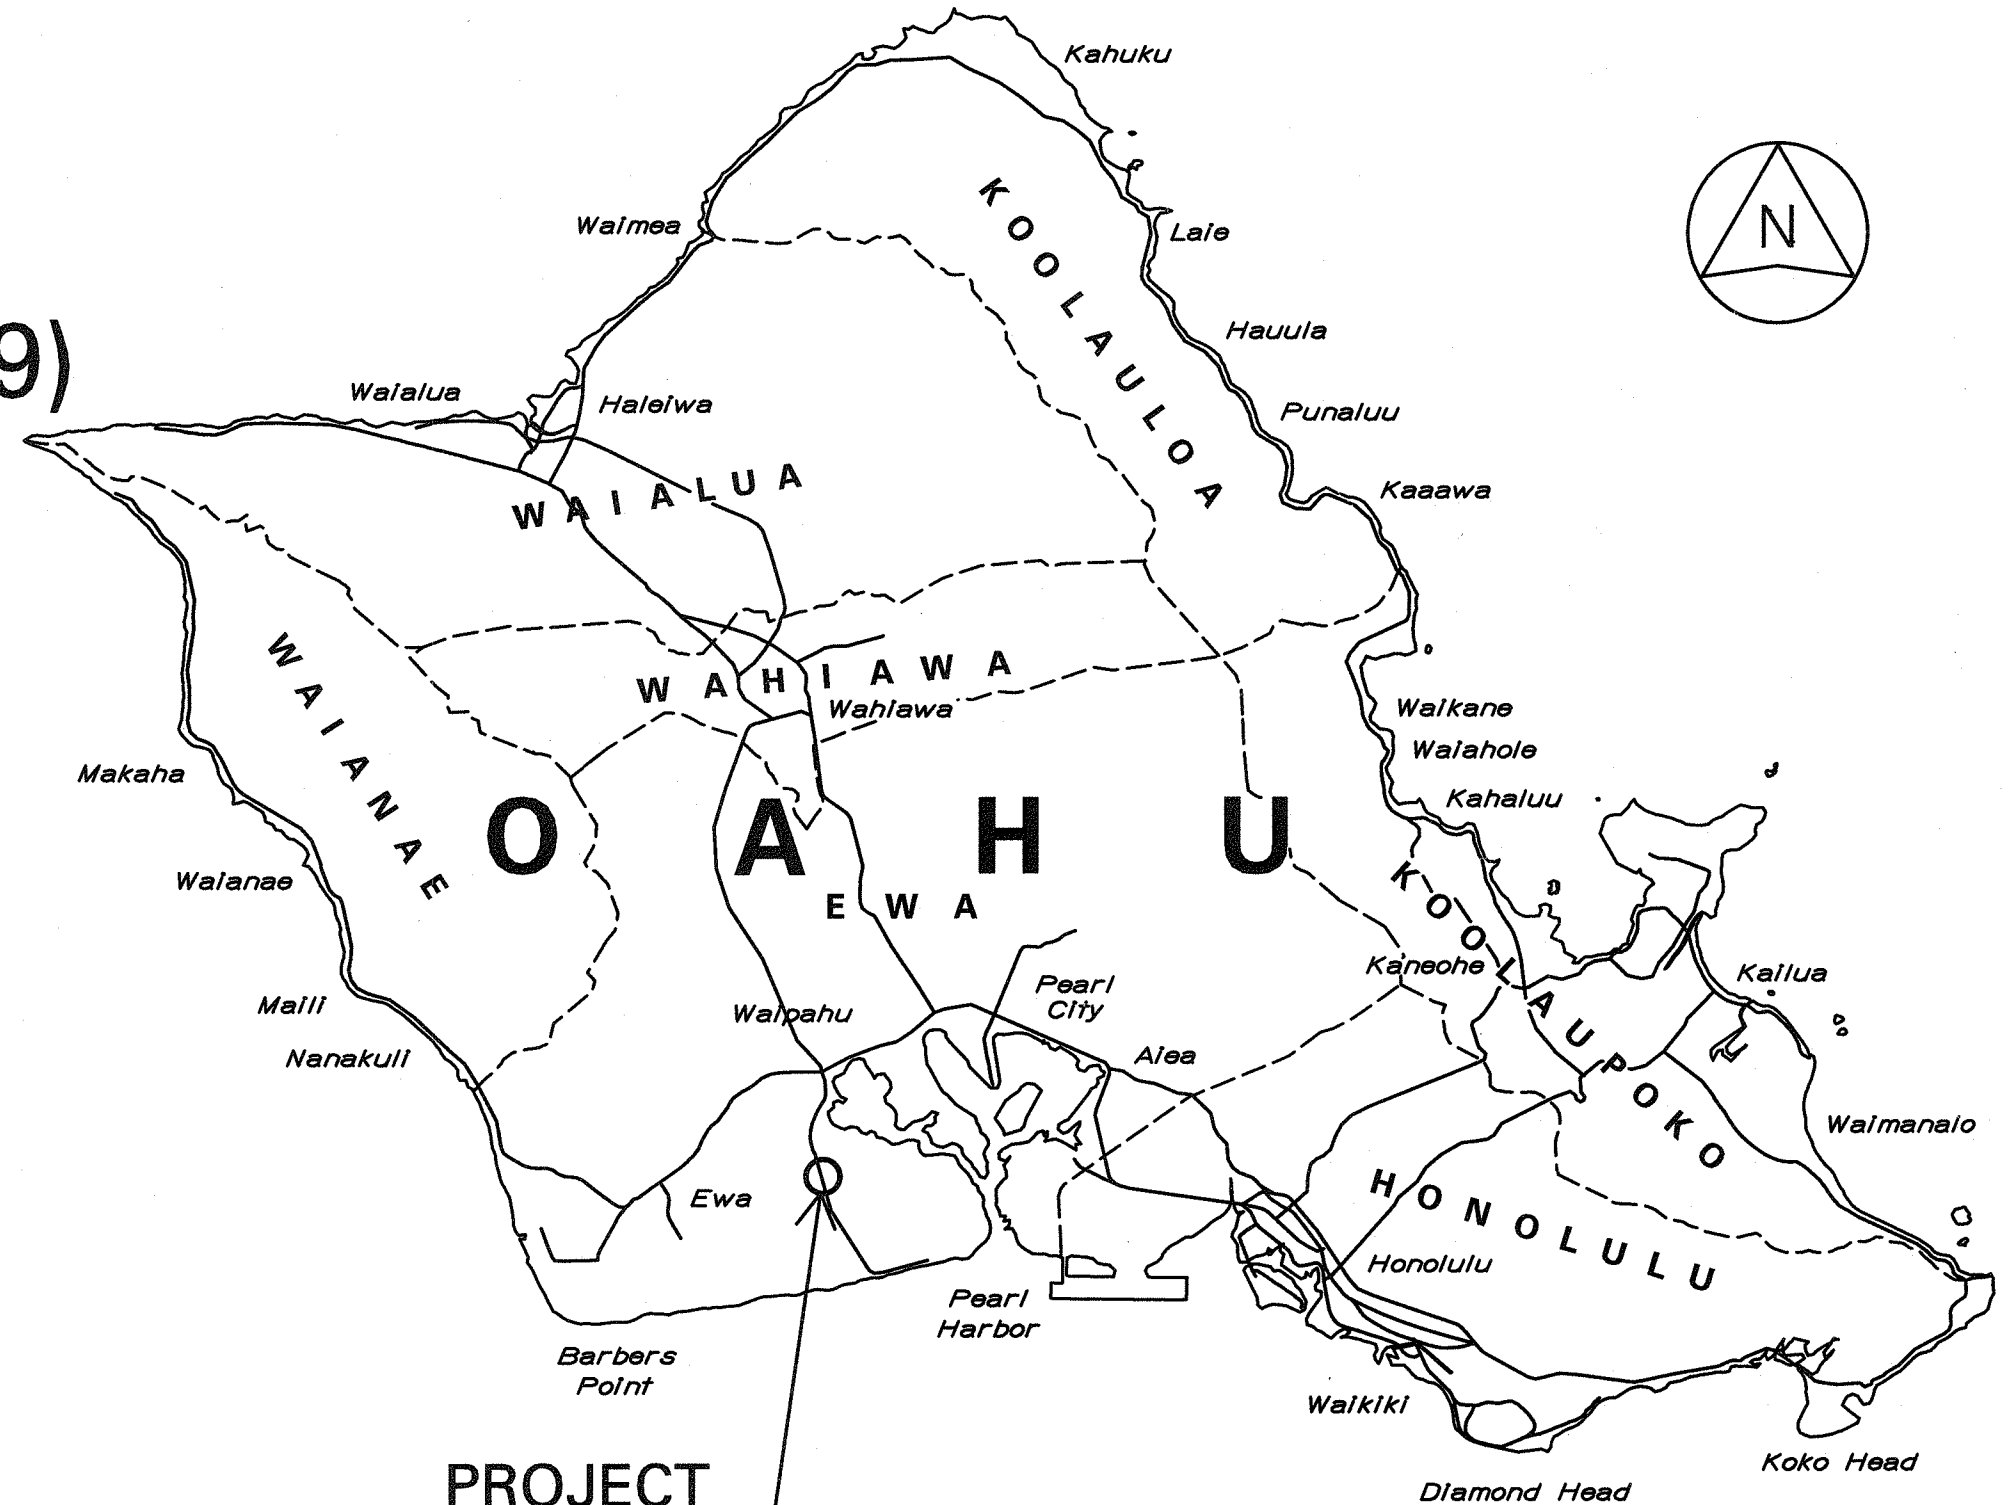 Kahuku
KOOLAULOA
N
Waimea
Laie
Hauula
9)
Waialua
Haleiwa
Punaluu
WAIALUA
Kaaawa
WAIANAE
WAHIAWA
Wahiawa
Waikane
Waiahole
Makaha
Kahaluu
OAHU
Waianae
EWA
KOOLAUPOKO
Kaneohe
Kailua
Maili
Waipahu
Pearl
City
Nanakuli
Aiea
Waimanalo
Ewa
HONOLULU
Honolulu
Pearl
Harbor
Barbers
Point
Waikiki
Koko Head
PROJECT
Diamond Head